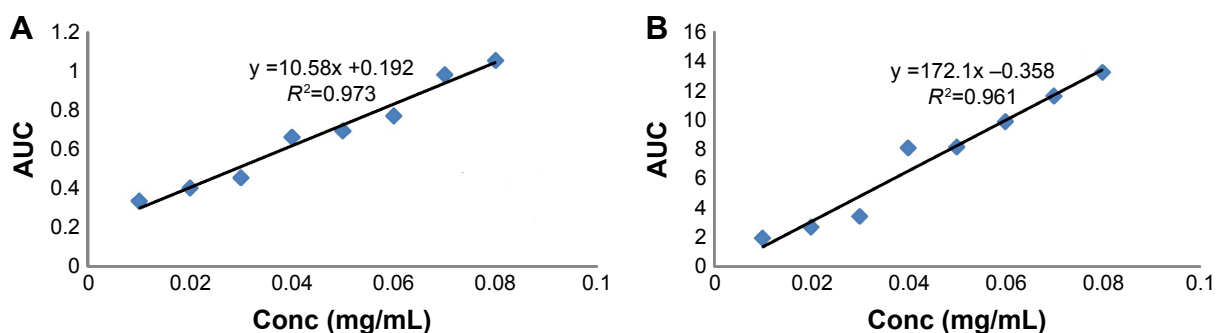 A
1.2
1
0.8
0.6
0.4
0.2
0
AUC
y =10.58x +0.192
R²=0.973
0 0.02 0.04 0.06 0.08 0.1
Conc (mg/mL)
B
16
14
12
10
8
6
4
2
0
AUC
y =172.1x –0.358
R²=0.961
0 0.02 0.04 0.06 0.08 0.1
Conc (mg/mL)